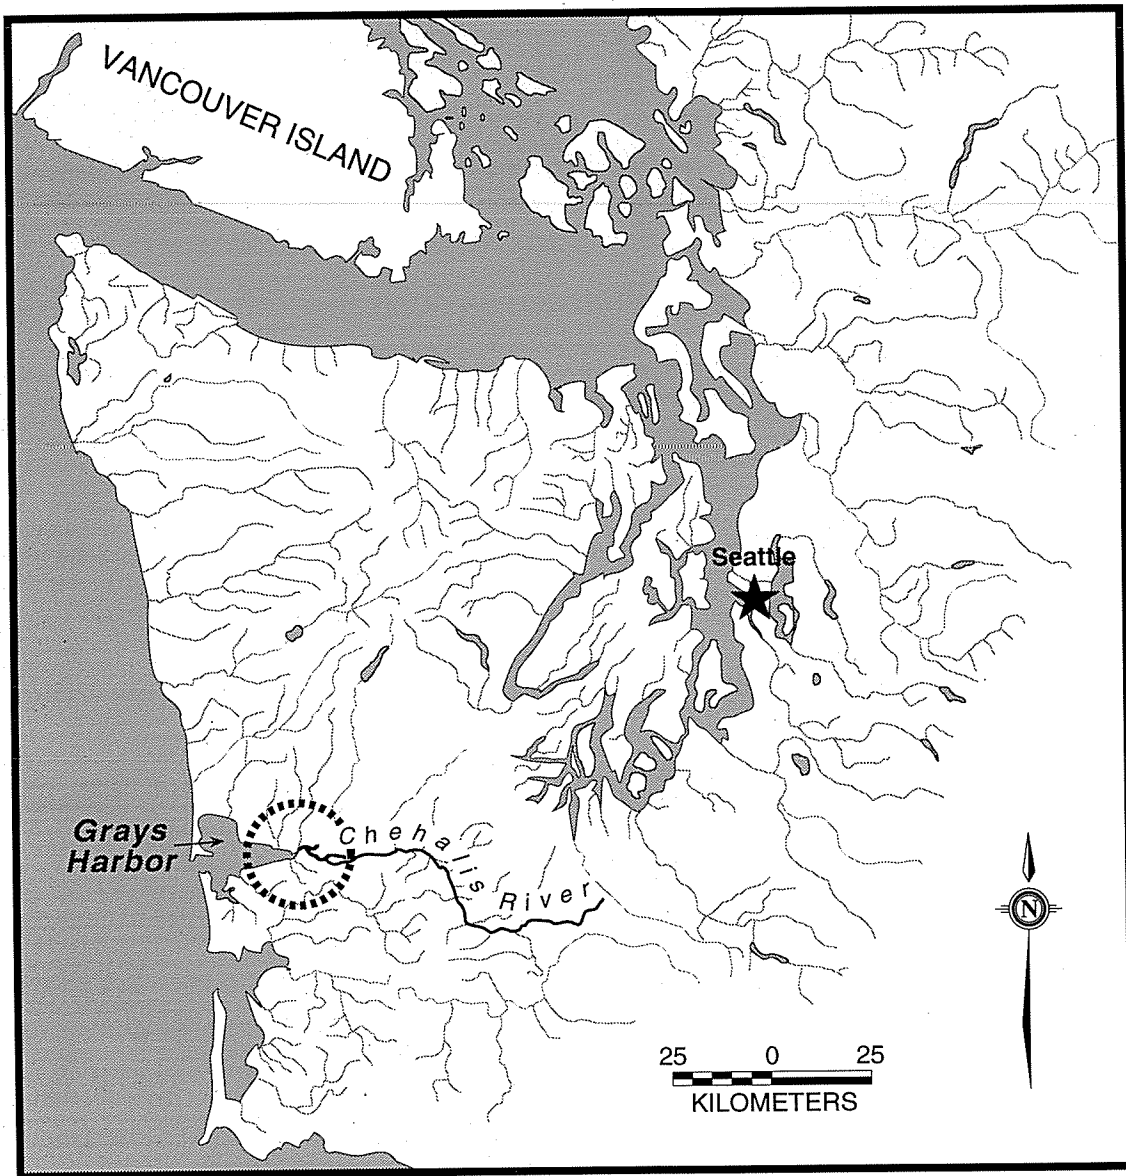 VANCOUVER ISLAND
Seattle
Grays
Harbor
Chehalis
River
N
25 0 25
KILOMETERS